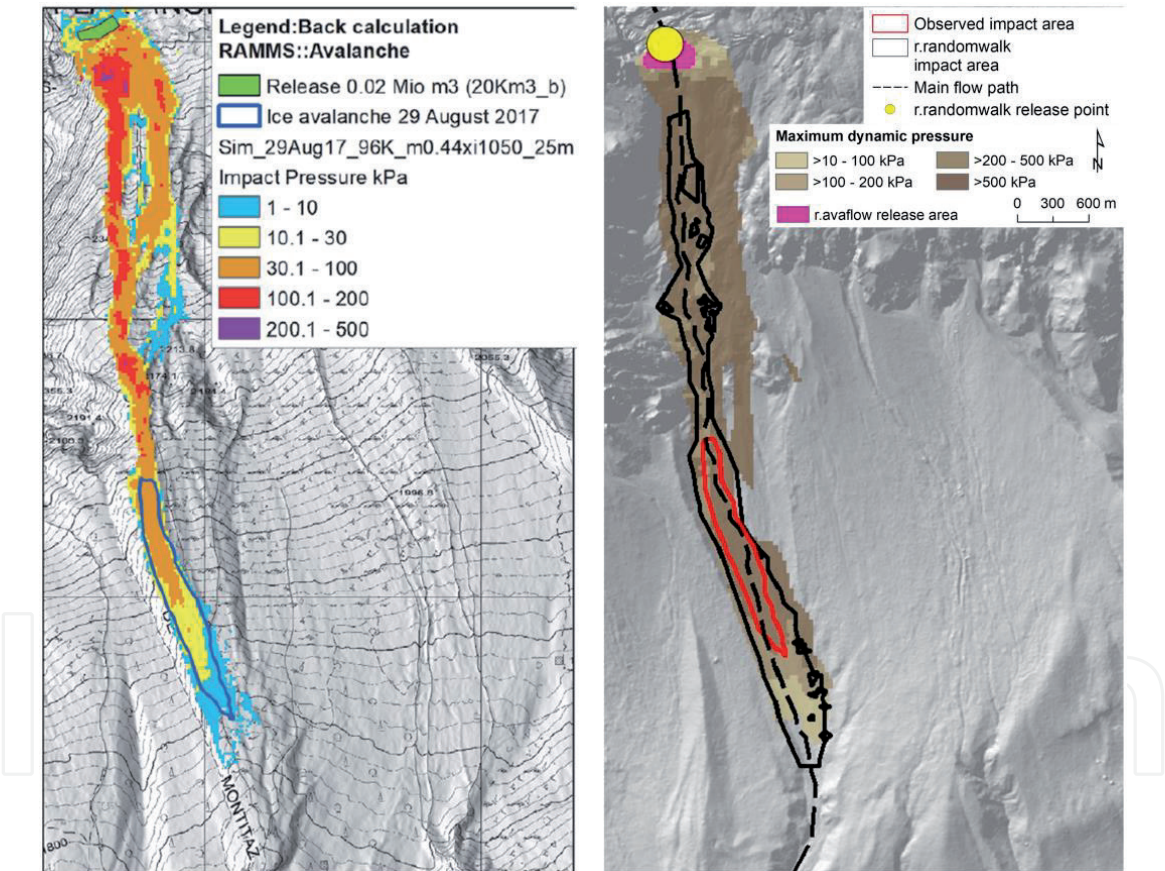 Legend:Back calculation
RAMMS::Avalanche
Release 0.02 Mio m3 (20Km3_b)
Ice avalanche 29 August 2017
Sim_29Aug17_96K_m0.44xi1050_25m
Impact Pressure kPa
1 - 10
10.1 - 30
30.1 - 100
100.1 - 200
200.1 - 500
MONTITAZ
Observed impact area
r.randomwalk
impact area
Main flow path
r.randomwalk release point
Maximum dynamic pressure
>10 - 100 kPa
>200 - 500 kPa
>100 - 200 kPa
>500 kPa
r.avaflow release area
N
0 300 600 m